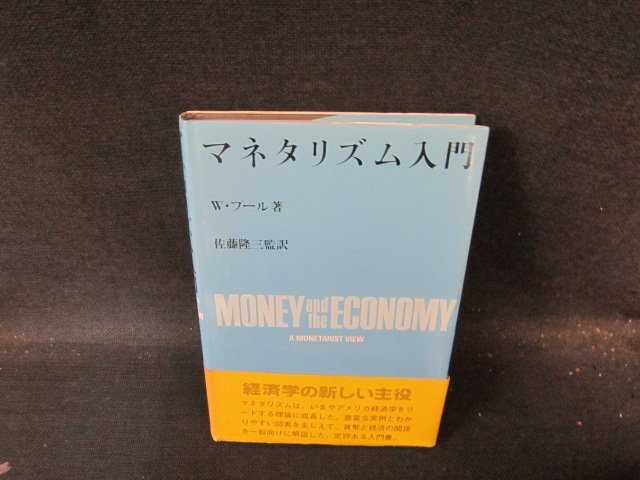 マネタリズム入門
W・プール著
佐藤隆三監訳
MONEY and the ECONOMY
A MONETARIST VIEW
経済学の新しい主役
マネタリズムは、いまやアメリカ経済学をリ
ードする理論に成長した。豊富な実例とわか
りやすい図表をまじえて、貨幣と経済の関係
を一般向けに解説した、定評ある入門書。